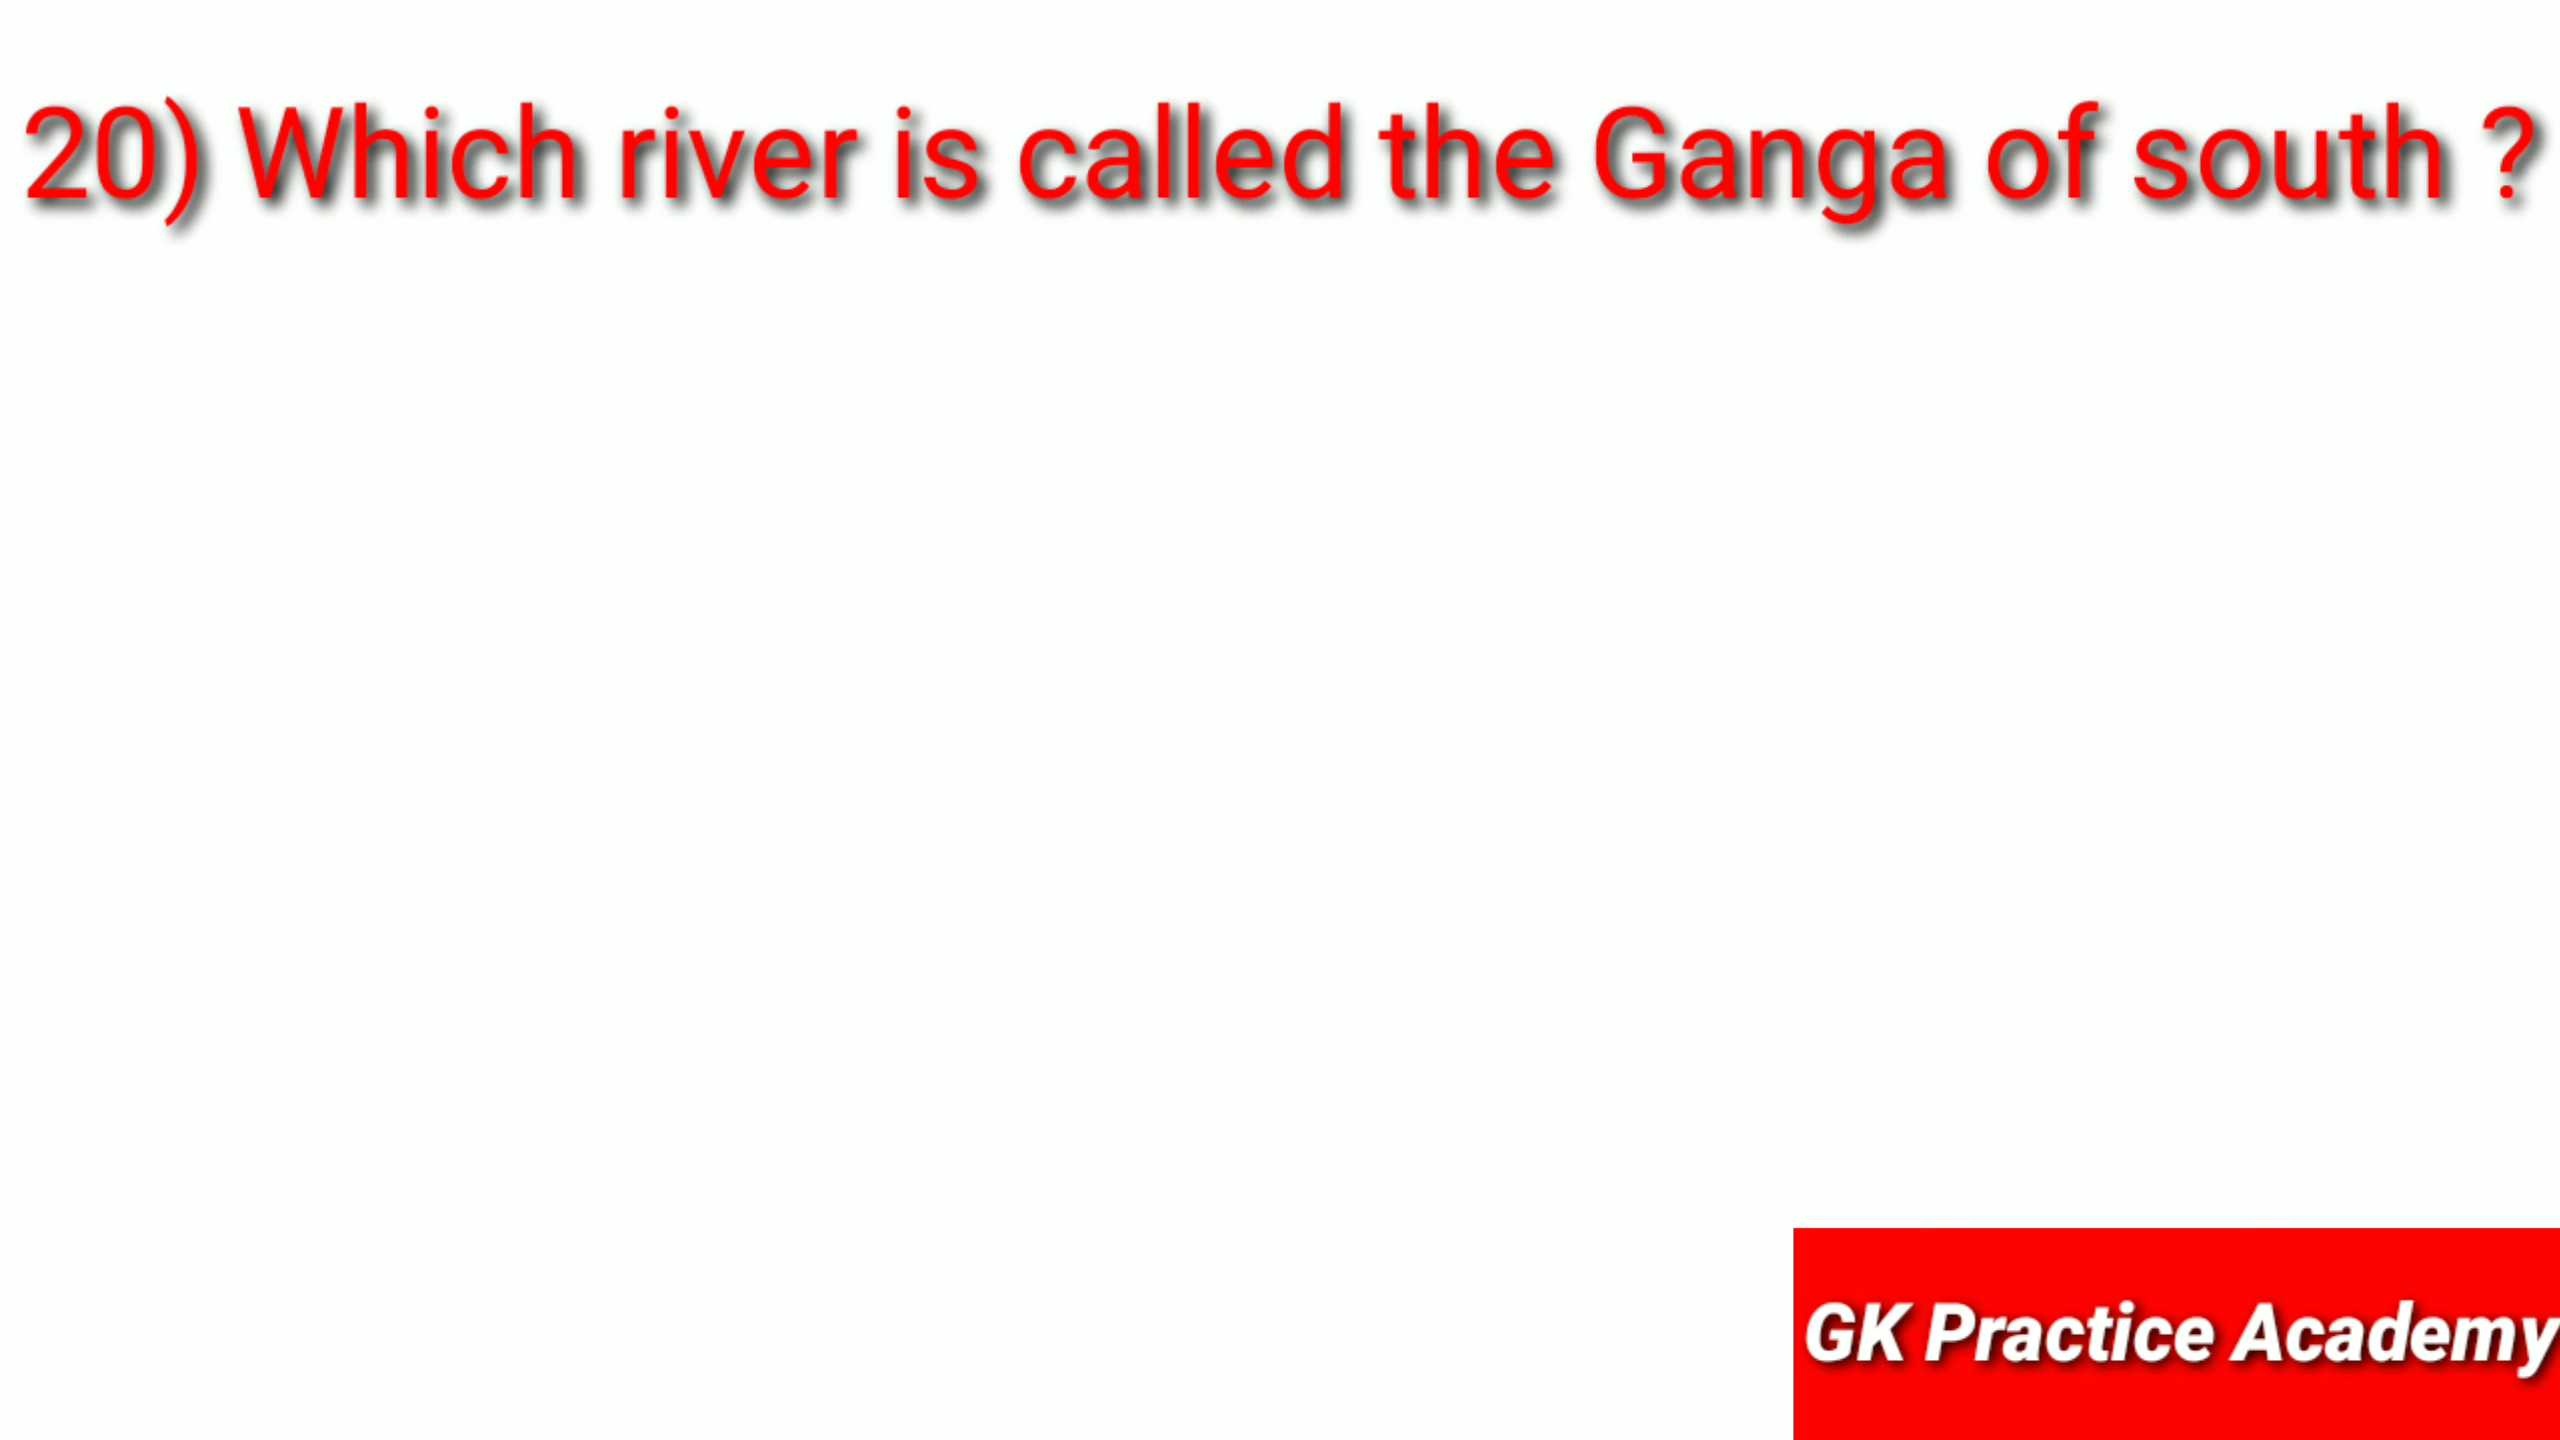 20) Which river is called the Ganga of south ?
GK Practice Academy